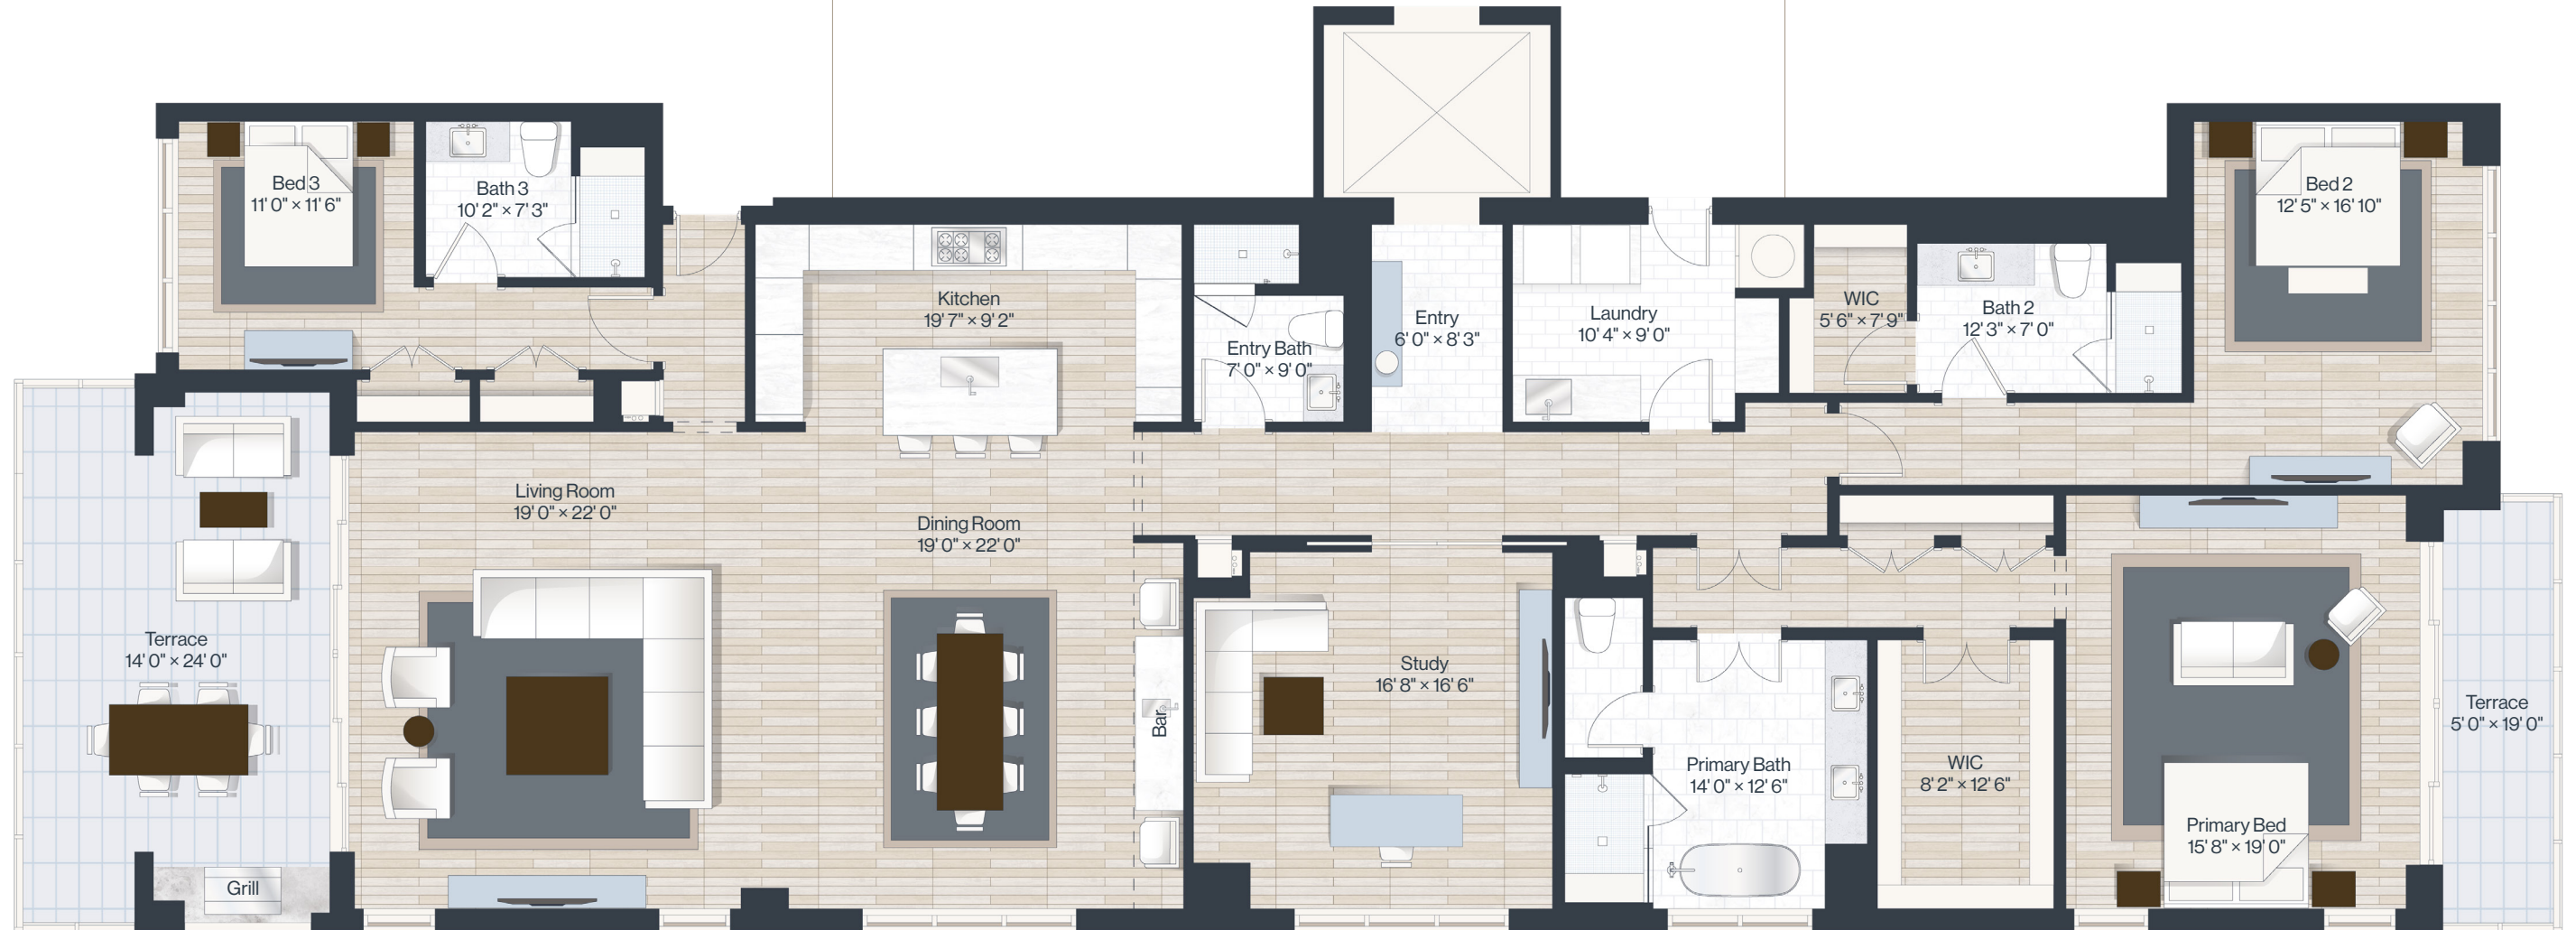 Bed 3
11' 0" × 11' 6"
Bath 3
10' 2" × 7' 3"
Kitchen
19' 7" × 9' 2"
Entry Bath
7' 0" × 9' 0"
Entry
6' 0" × 8' 3"
Laundry
10' 4" × 9' 0"
WIC
5' 6" × 7' 9"
Bath 2
12' 3" × 7' 0"
Bed 2
12' 5" × 16' 10"
Living Room
19' 0" × 22' 0"
Dining Room
19' 0" × 22' 0"
Terrace
14' 0" × 24' 0"
Grill
Bar
Study
16' 8" × 16' 6"
Primary Bath
14' 0" × 12' 6"
WIC
8' 2" × 12' 6"
Primary Bed
15' 8" × 19' 0"
Terrace
5' 0" × 19' 0"